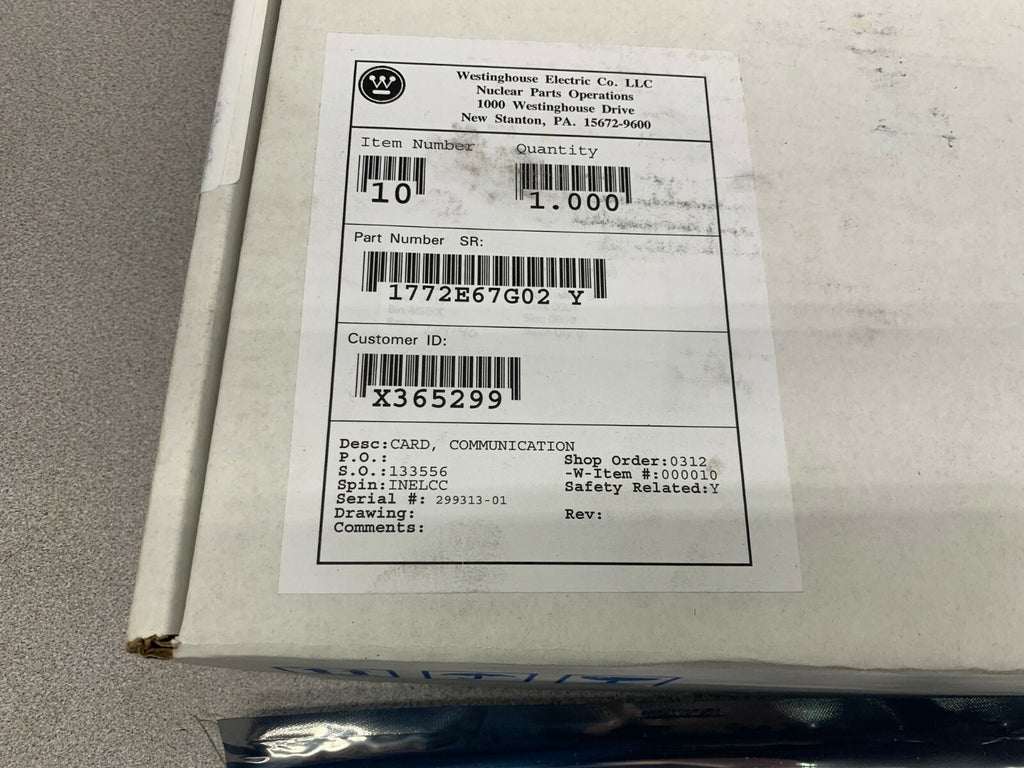 W
Westinghouse Electric Co. LLC
Nuclear Parts Operations
1000 Westinghouse Drive
New Stanton, PA. 15672-9600
Item Number Quantity
10 1.000
Part Number SR:
1772E67G02 Y
Customer ID:
X365299
Desc:CARD, COMMUNICATION
P.O.: Shop Order:0312
S.O.:133556 -W-Item #:000010
Spin:INELCC Safety Related:Y
Serial #: 299313-01
Drawing: Rev:
Comments: